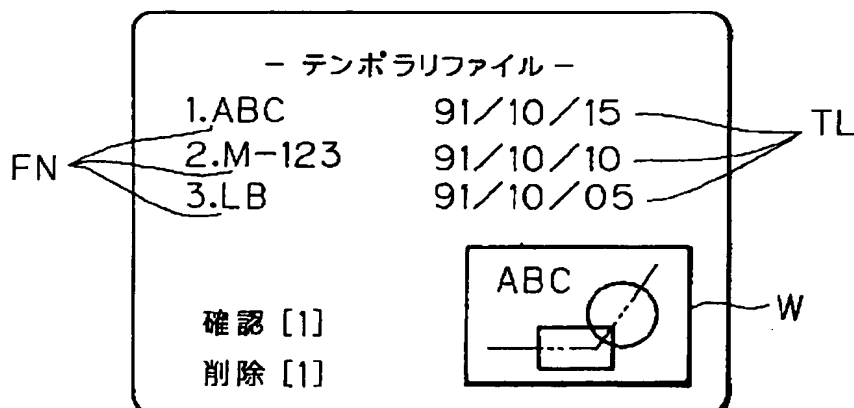 - テンポラリファイル -
1.ABC 91/10/15
2.M-123 91/10/10
3.LB 91/10/05
FN
TL
ABC
W
確認 [1]
削除 [1]